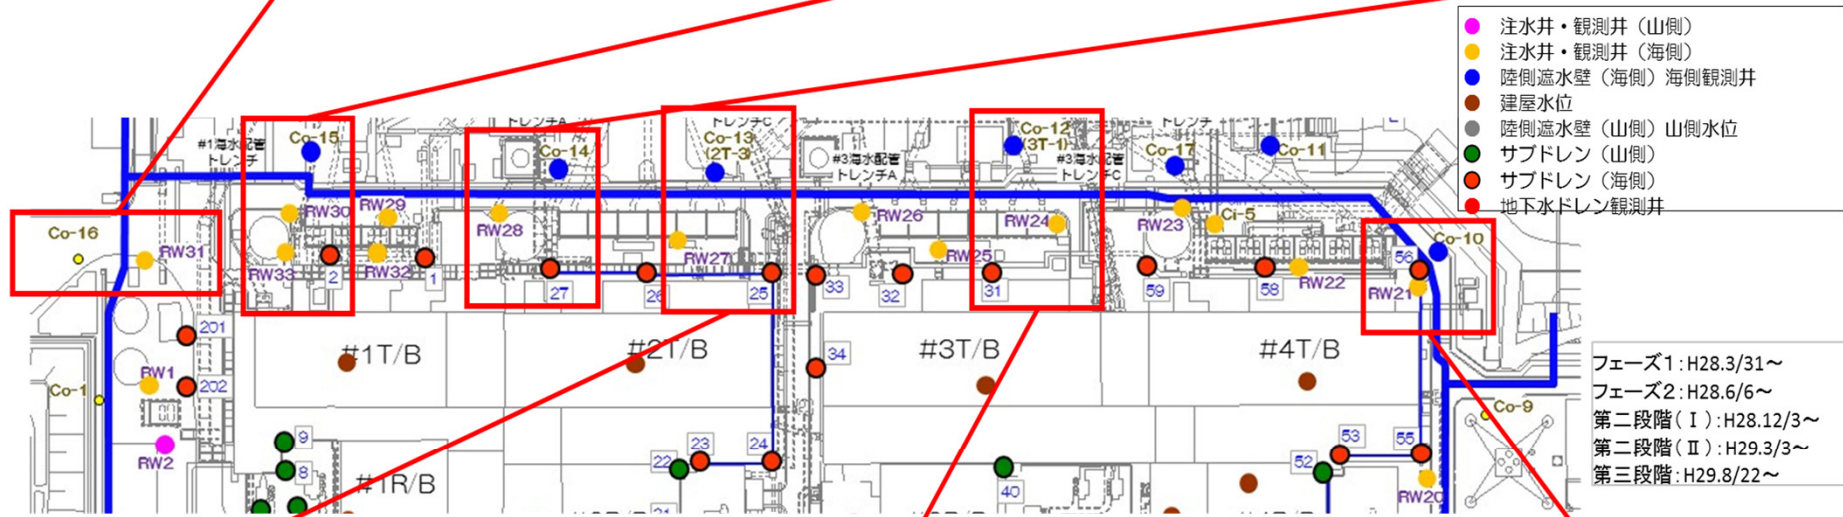 注水井・観測井（山側）
注水井・観測井（海側）
陸側遮水壁（海側）海側観測井
建屋水位
陸側遮水壁（山側）山側水位
サブドレン（山側）
サブドレン（海側）
地下水ドレン観測井
トレンチA
トレンチC
トレンチ
Co-15
#1海水配管
トレンチ
Co-14
Co-13
(2T-3)
#3海水配管
トレンチA
Co-12
(3T-1)
#3海水配管
トレンチC
Co-17
Co-11
Co-16
RW31
RW30
RW29
RW28
RW27
RW26
RW24
RW23
Ci-5
Co-10
RW33
2
RW32
1
27
26
25
33
32
RW25
31
59
58
RW22
56
RW21
201
#1T/B
#2T/B
34
#3T/B
#4T/B
RW1
202
Co-1
フェーズ1：H28.3/31～
フェーズ2：H28.6/6～
第二段階(Ⅰ)：H28.12/3～
第二段階(Ⅱ)：H29.3/3～
第三段階：H29.8/22～
Co-9
9
23
24
53
55
RW2
8
22
52
#1R/B
40
RW20